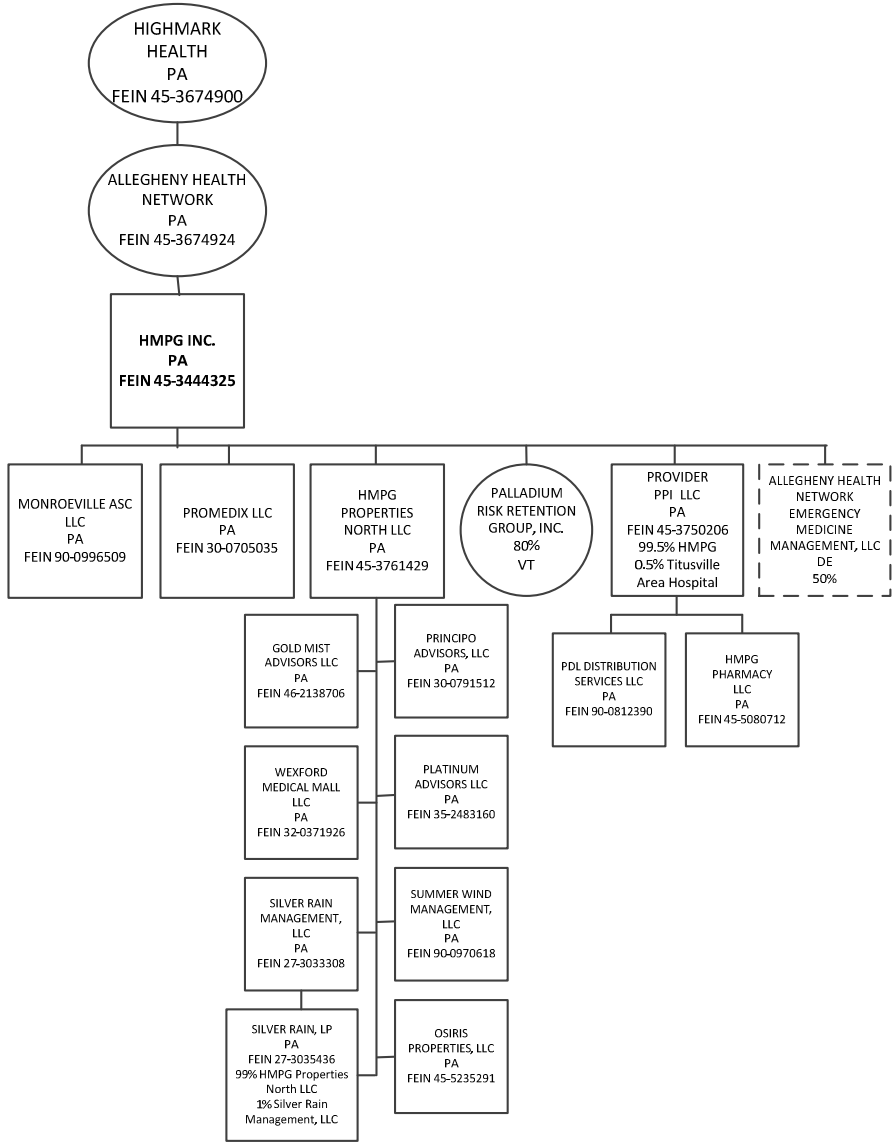 HIGHMARK
HEALTH
PA
FEIN 45-3674900
ALLEGHENY HEALTH
NETWORK
PA
FEIN 45-3674924
HMPG INC.
PA
FEIN 45-3444325
MONROEVILLE ASC
LLC
PA
FEIN 90-0996509
PROMEDIX LLC
PA
FEIN 30-0705035
HMPG
PROPERTIES
NORTH LLC
PA
FEIN 45-3761429
PALLADIUM
RISK RETENTION
GROUP, INC.
80%
VT
PROVIDER
PPI LLC
PA
FEIN 45-3750206
99.5% HMPG
0.5% Titusville
Area Hospital
ALLEGHENY HEALTH
NETWORK
EMERGENCY
MEDICINE
MANAGEMENT, LLC
DE
50%
GOLD MIST
ADVISORS LLC
PA
FEIN 46-2138706
PRINCIPO
ADVISORS, LLC
PA
FEIN 30-0791512
PDL DISTRIBUTION
SERVICES LLC
PA
FEIN 90-0812390
HMPG
PHARMACY
LLC
PA
FEIN 45-5080712
WEXFORD
MEDICAL MALL
LLC
PA
FEIN 32-0371926
PLATINUM
ADVISORS LLC
PA
FEIN 35-2483160
SILVER RAIN
MANAGEMENT,
LLC
PA
FEIN 27-3033308
SUMMER WIND
MANAGEMENT,
LLC
PA
FEIN 90-0970618
SILVER RAIN, LP
PA
FEIN 27-3035436
99% HMPG Properties
North LLC
1% Silver Rain
Management, LLC
OSIRIS
PROPERTIES, LLC
PA
FEIN 45-5235291